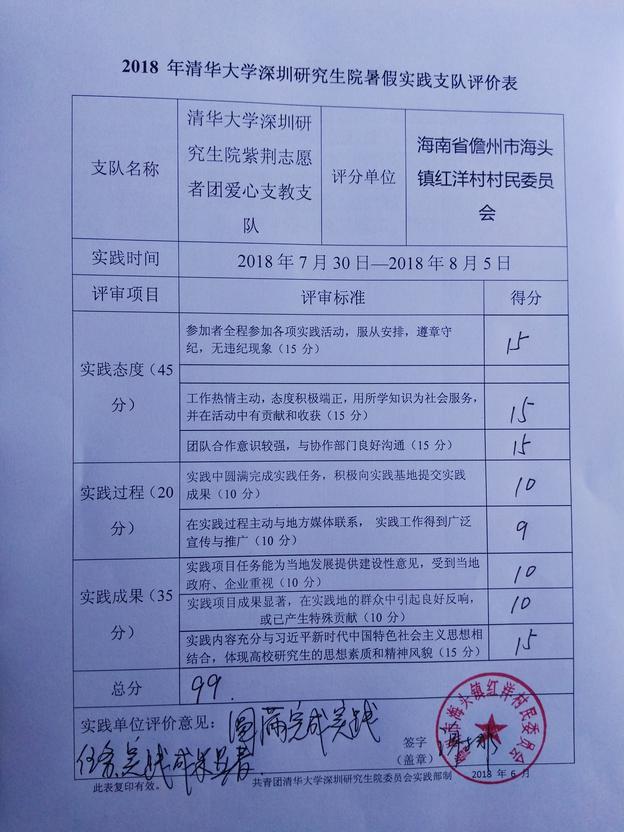 2018 年清华大学深圳研究生院暑假实践支队评价表
支队名称
清华大学深圳研
究生院紫荆志愿
者团爱心支教支
队
评分单位
海南省儋州市海头
镇红洋村村民委员
会
实践时间
2018 年 7 月 30 日—2018 年 8 月 5 日
评审项目
评审标准
得分
实践态度（45
分）
参加者全程参加各项实践活动，服从安排，遵章守
纪，无违纪现象（15 分）
15
工作热情主动，态度积极端正，用所学知识为社会服务，
并在活动中有贡献和收获（15 分）
15
团队合作意识较强，与协作部门良好沟通（15 分）
15
实践过程（20
分）
实践中圆满完成实践任务，积极向实践基地提交实践
成果（10 分）
10
在实践过程主动与地方媒体联系， 实践工作得到广泛
宣传与推广（10 分）
9
实践成果（35
分）
实践项目任务能为当地发展提供建设性意见，受到当地
政府、企业重视（10 分）
10
实践项目成果显著，在实践地的群众中引起良好反响，
或已产生特殊贡献（10 分）
10
实践内容充分与习近平新时代中国特色社会主义思想相
结合，体现高校研究生的思想素质和精神风貌（15 分）
15
总分
99.
实践单位评价意见：圆满完成实践
任务，实践成果显著.
签字
（盖章）
市海头镇红洋村村民委员会
2018 年 6 月
此表复印有效。
共青团清华大学深圳研究生院委员会实践部制